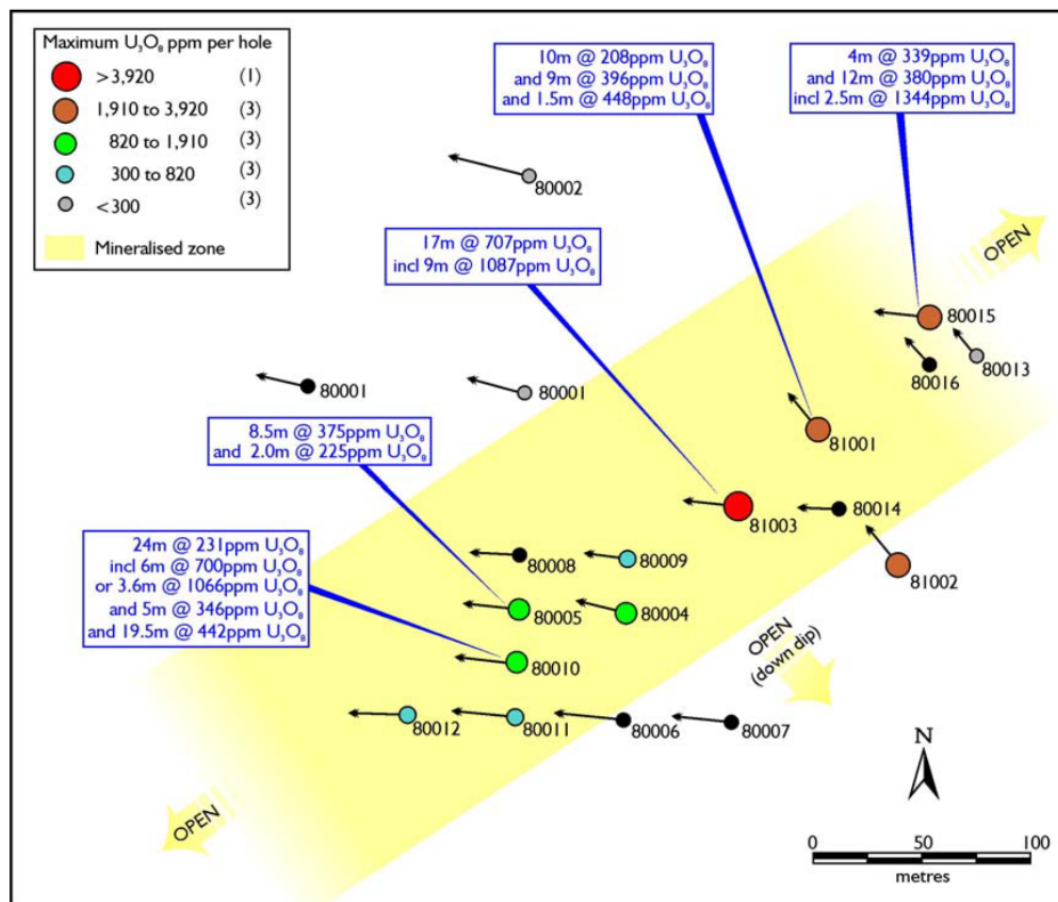 Maximum U₃O₈ ppm per hole
>3,920 (1)
1,910 to 3,920 (3)
820 to 1,910 (3)
300 to 820 (3)
<300 (3)
Mineralised zone
10m @ 208ppm U₃O₈
and 9m @ 396ppm U₃O₈
and 1.5m @ 448ppm U₃O₈
4m @ 339ppm U₃O₈
and 12m @ 380ppm U₃O₈
incl 2.5m @ 1344ppm U₃O₈
80002
17m @ 707ppm U₃O₈
incl 9m @ 1087ppm U₃O₈
OPEN
80015
80013
80016
80001
80001
81001
8.5m @ 375ppm U₃O₈
and 2.0m @ 225ppm U₃O₈
81003
80014
24m @ 231ppm U₃O₈
incl 6m @ 700ppm U₃O₈
or 3.6m @ 1066ppm U₃O₈
and 5m @ 346ppm U₃O₈
and 19.5m @ 442ppm U₃O₈
80008
80009
81002
80005
80004
OPEN
(down dip)
80010
80012
80011
80006
80007
OPEN
N
0 50 100
metres